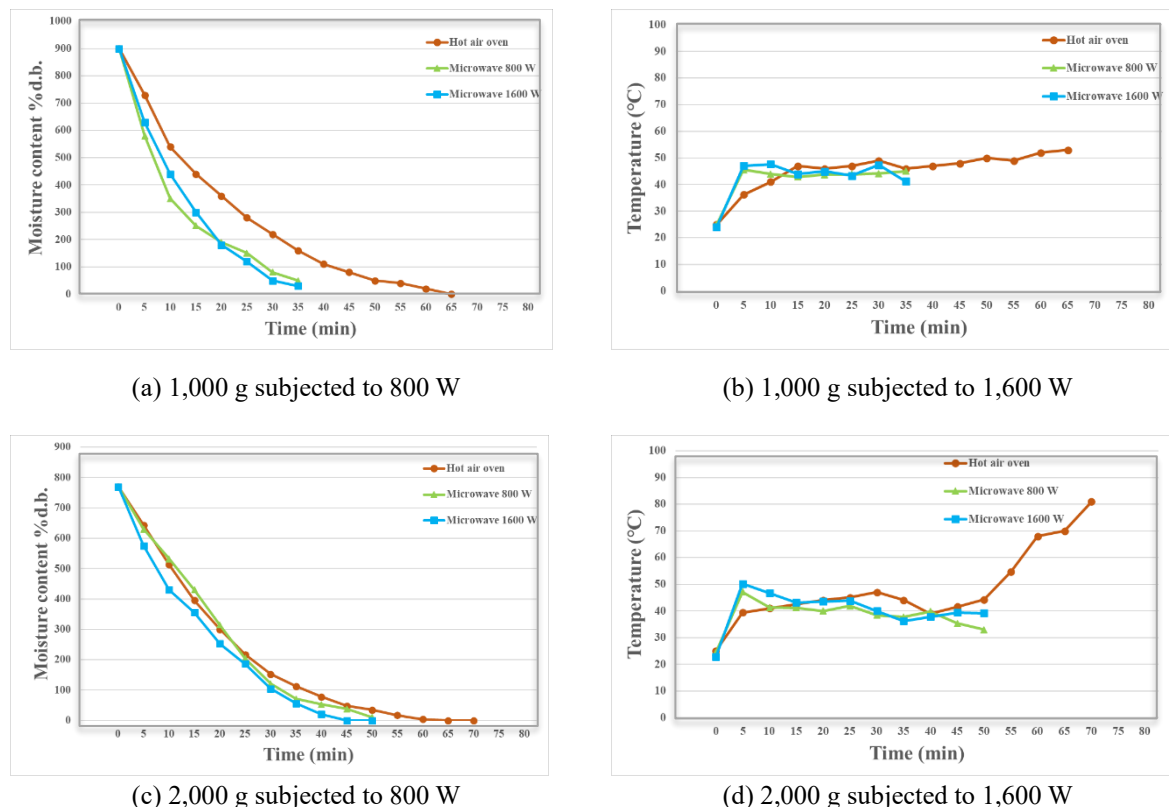 1000
900
800
700
600
500
400
300
200
100
0
Moisture content %d.b.
Hot air oven
Microwave 800 W
Microwave 1600 W
0 5 10 15 20 25 30 35 40 45 50 55 60 65 70 75 80
Time (min)
(a) 1,000 g subjected to 800 W
100
90
80
70
60
50
40
30
20
10
0
Temperature (°C)
Hot air oven
Microwave 800 W
Microwave 1600 W
0 5 10 15 20 25 30 35 40 45 50 55 60 65 70 75 80
Time (min)
(b) 1,000 g subjected to 1,600 W
900
800
700
600
500
400
300
200
100
0
Moisture content %d.b.
Hot air oven
Microwave 800 W
Microwave 1600 W
0 5 10 15 20 25 30 35 40 45 50 55 60 65 70 75 80
Time (min)
(c) 2,000 g subjected to 800 W
100
90
80
70
60
50
40
30
20
10
0
Temperature (°C)
Hot air oven
Microwave 800 W
Microwave 1600 W
0 5 10 15 20 25 30 35 40 45 50 55 60 65 70 75 80
Time (min)
(d) 2,000 g subjected to 1,600 W